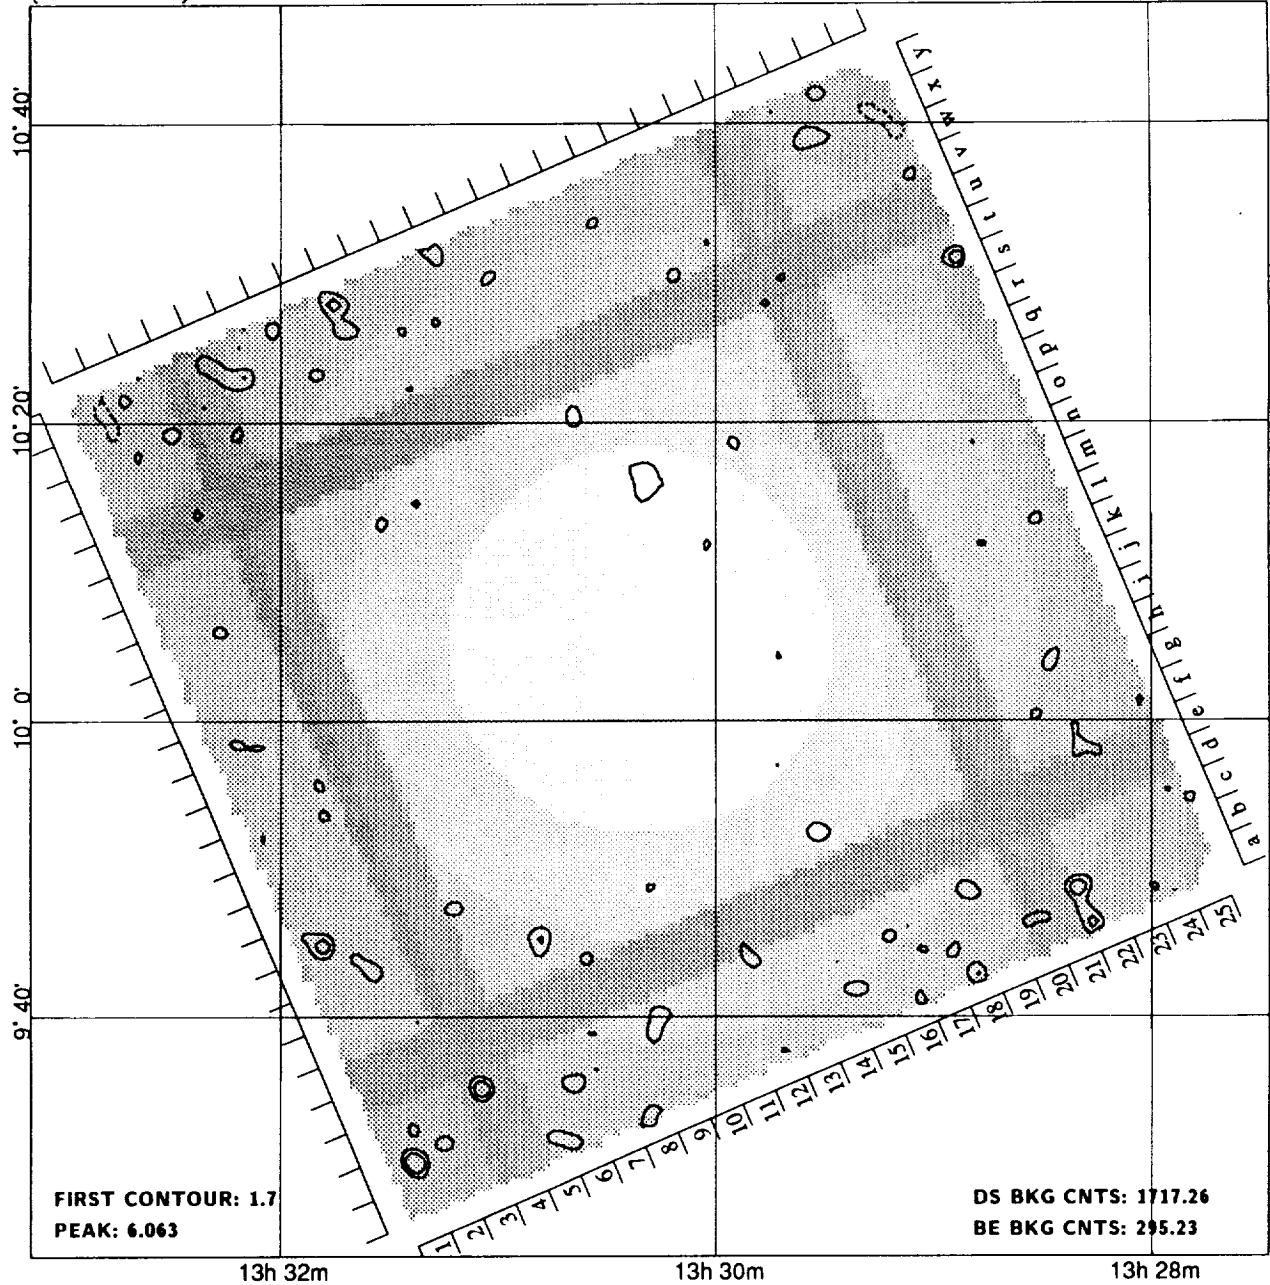 10° 40'
10° 20'
10° 0'
9° 40'
y
x
w
v
u
t
s
r
q
p
o
n
m
l
k
j
i
h
g
f
e
d
c
b
a
25
24
23
22
21
20
19
18
17
16
15
14
13
12
11
10
9
8
7
6
5
4
3
2
1
FIRST CONTOUR: 1.7
PEAK: 6.063
DS BKG CNTS: 1717.26
BE BKG CNTS: 295.23
13h 32m
13h 30m
13h 28m